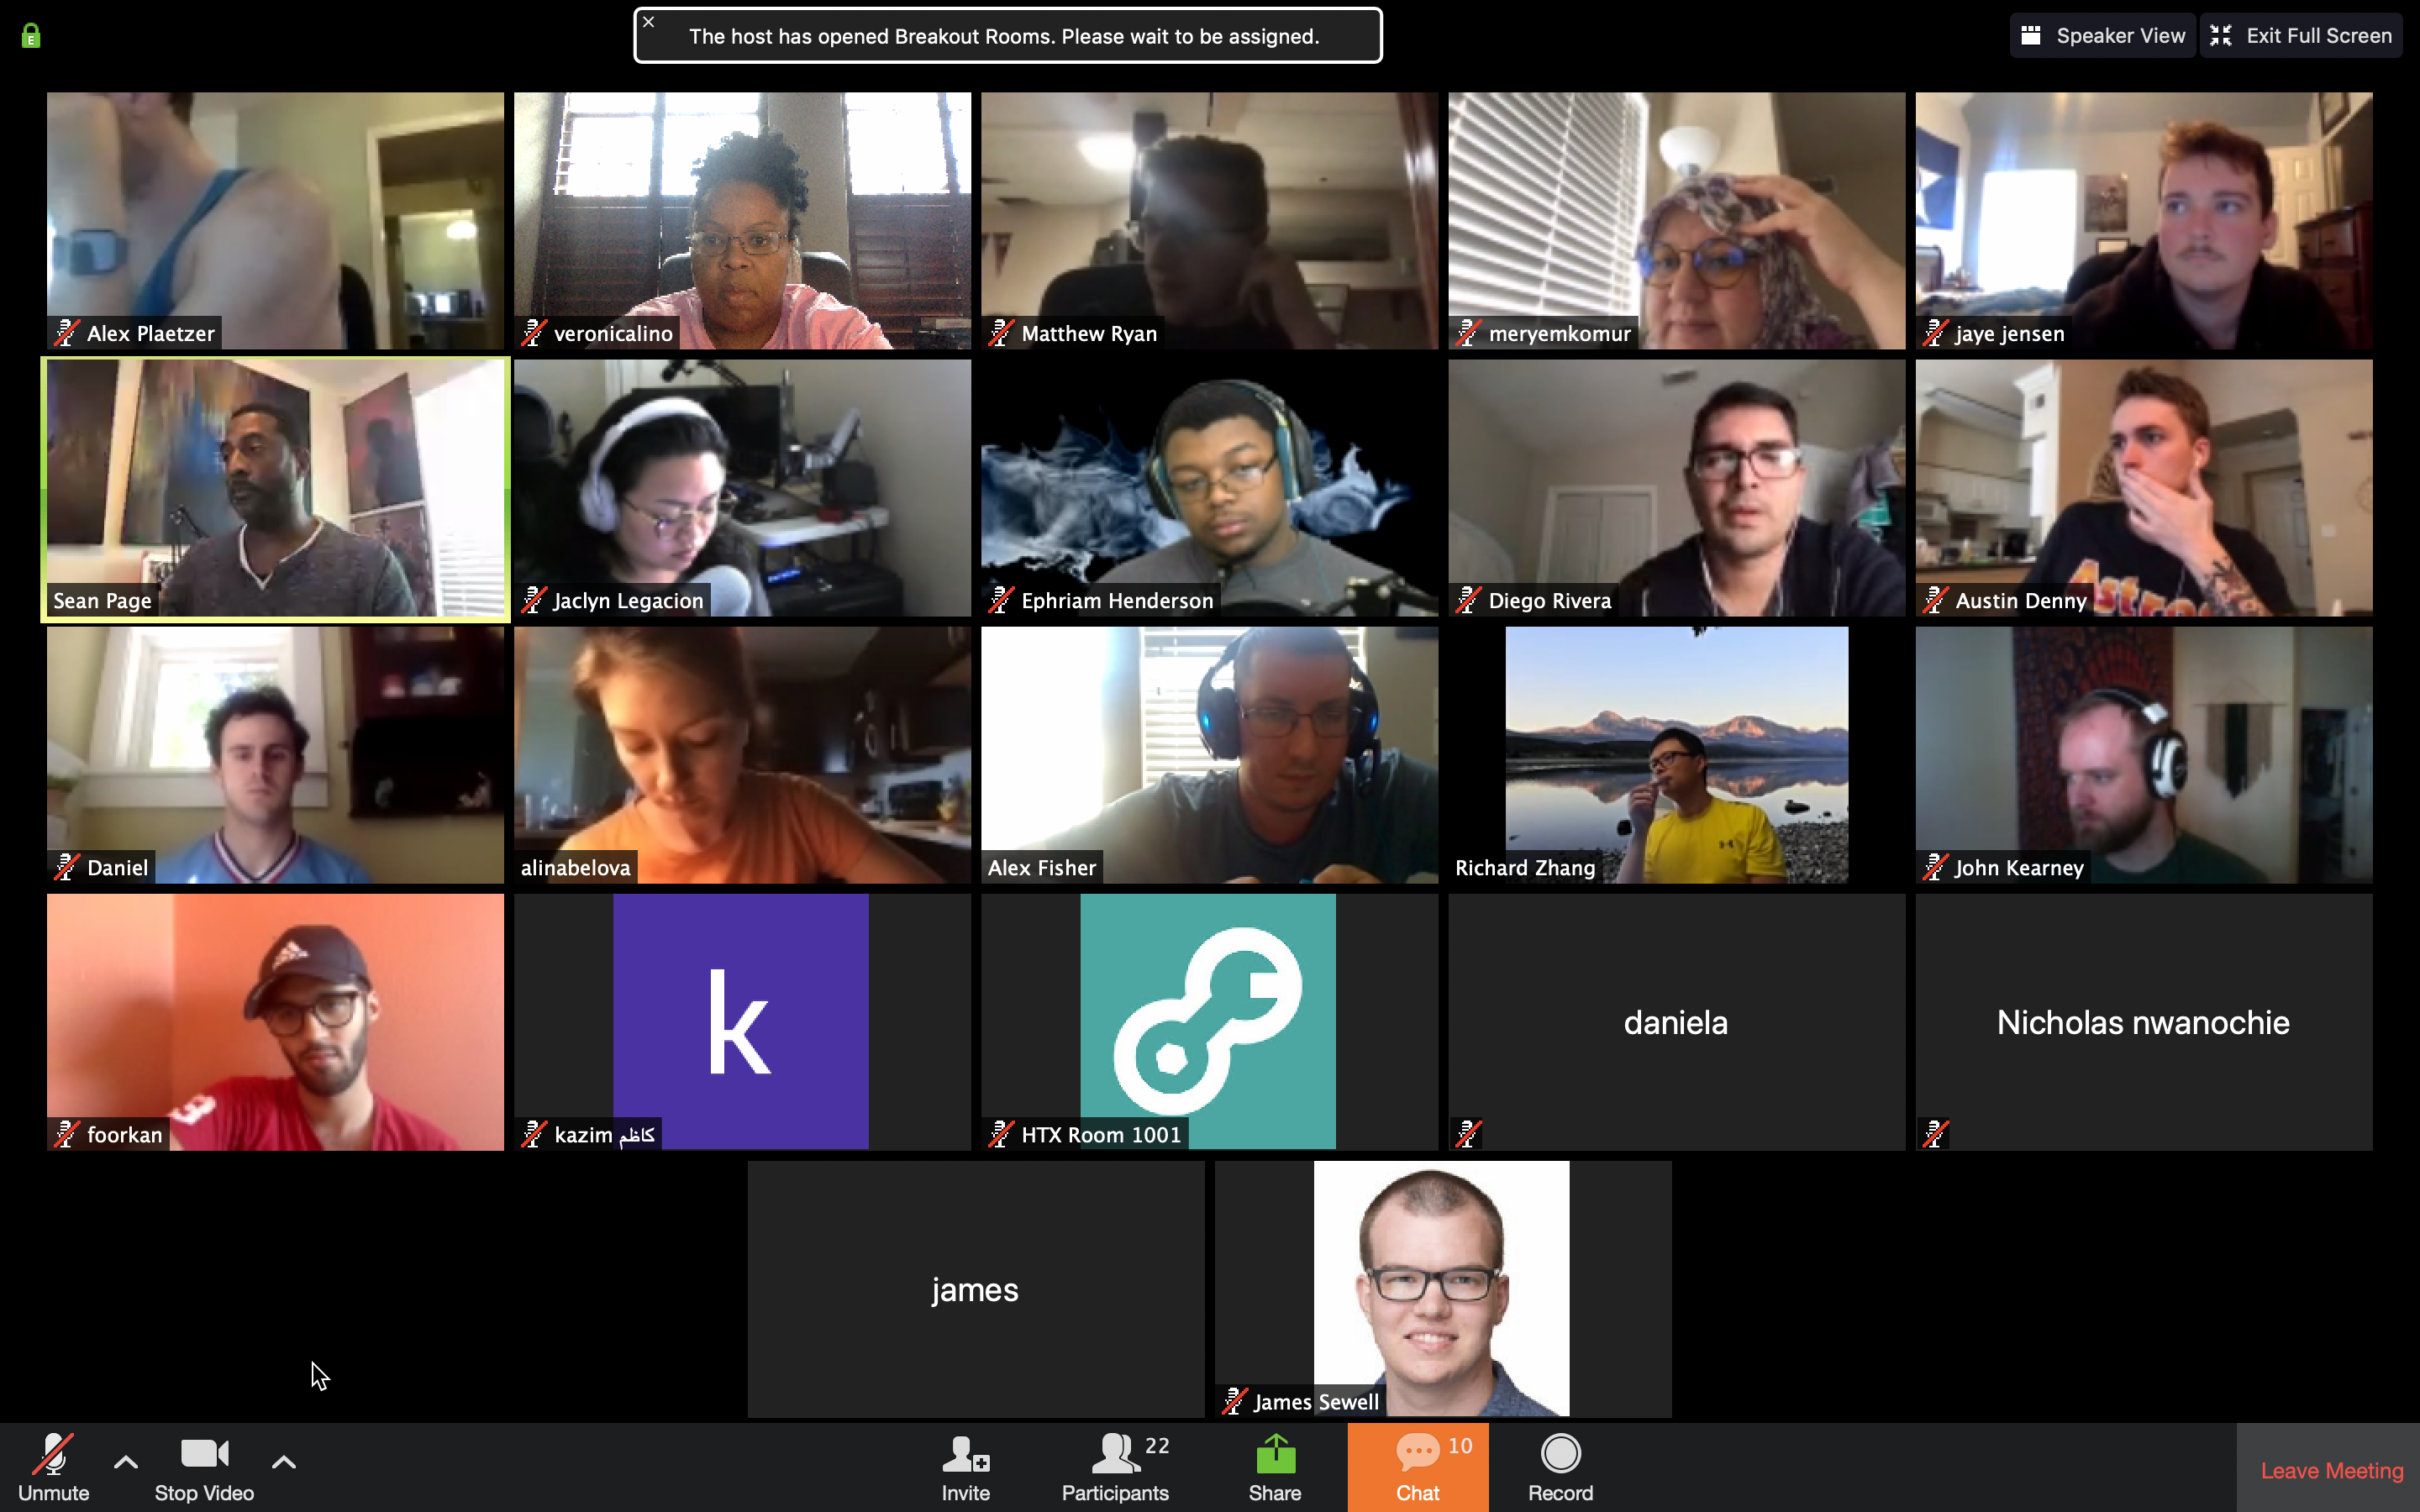 E
The host has opened Breakout Rooms. Please wait to be assigned.
Speaker View
Exit Full Screen
Alex Plaetzer
veronicalino
Matthew Ryan
meryemkomur
jaye jensen
Sean Page
Jaclyn Legacion
Ephriam Henderson
Diego Rivera
Austin Denny
Astro
Daniel
alinabelova
Alex Fisher
Richard Zhang
John Kearney
foorkan
k
kazim كاظم
HTX Room 1001
daniela
Nicholas nwanochie
james
James Sewell
Unmute
Stop Video
Invite
22
Participants
Share
10
Chat
Record
Leave Meeting